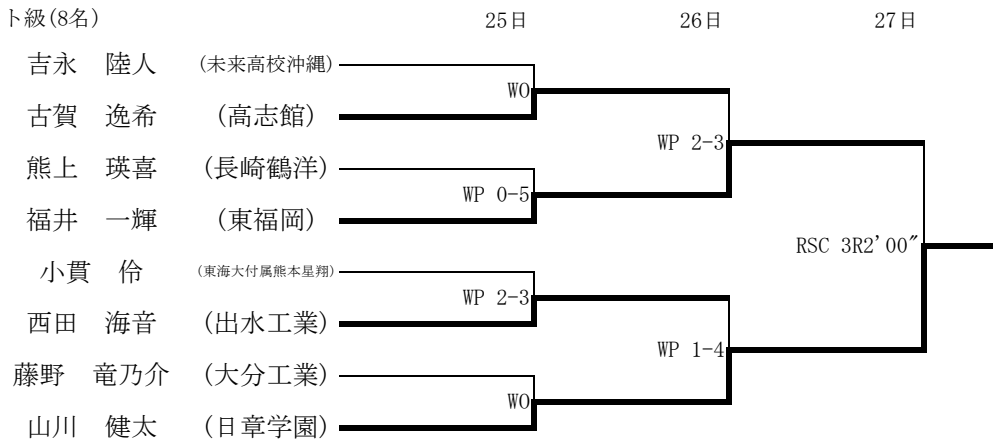 ト級(8名) 25日 26日 27日
吉永 陸人 (未来高校沖縄)
WO
古賀 逸希 (高志館)
WP 2-3
熊上 瑛喜 (長崎鶴洋)
WP 0-5
福井 一輝 (東福岡)
RSC 3R2'00"
小貫 伶 (東海大付属熊本星翔)
WP 2-3
西田 海音 (出水工業)
WP 1-4
藤野 竜乃介 (大分工業)
WO
山川 健太 (日章学園)